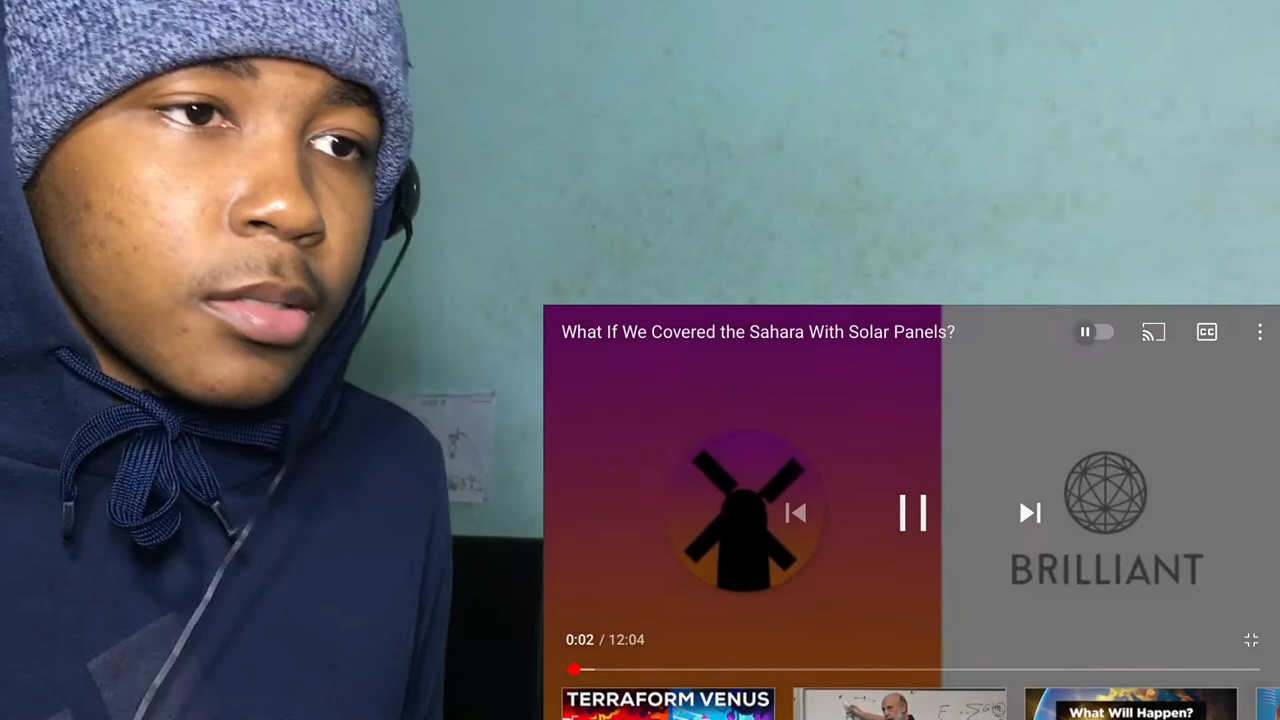 What If We Covered the Sahara With Solar Panels?
CC
BRILLIANT
0:02 / 12:04
TERRAFORM VENUS
What Will Happen?